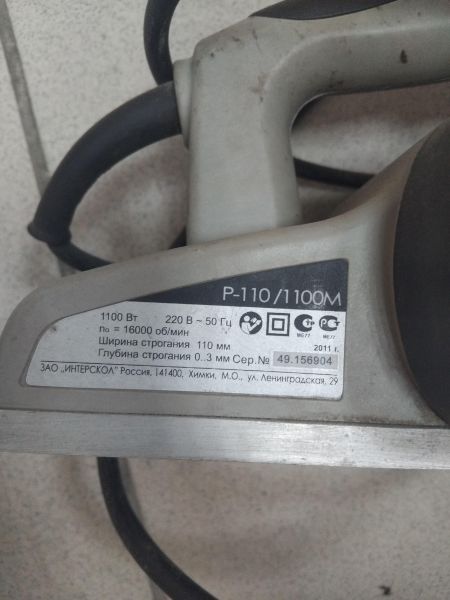 Р-110/1100М
1100 Вт 220 В ~ 50 Гц
n₀ = 16000 об/мин
Ширина строгания 110 мм
2011 г.
Глубина строгания 0..3 мм Сер.№ 49.156904
ЗАО „ИНТЕРСКОЛ" Россия, 141400, Химки, М.О., ул. Ленинградская, 29